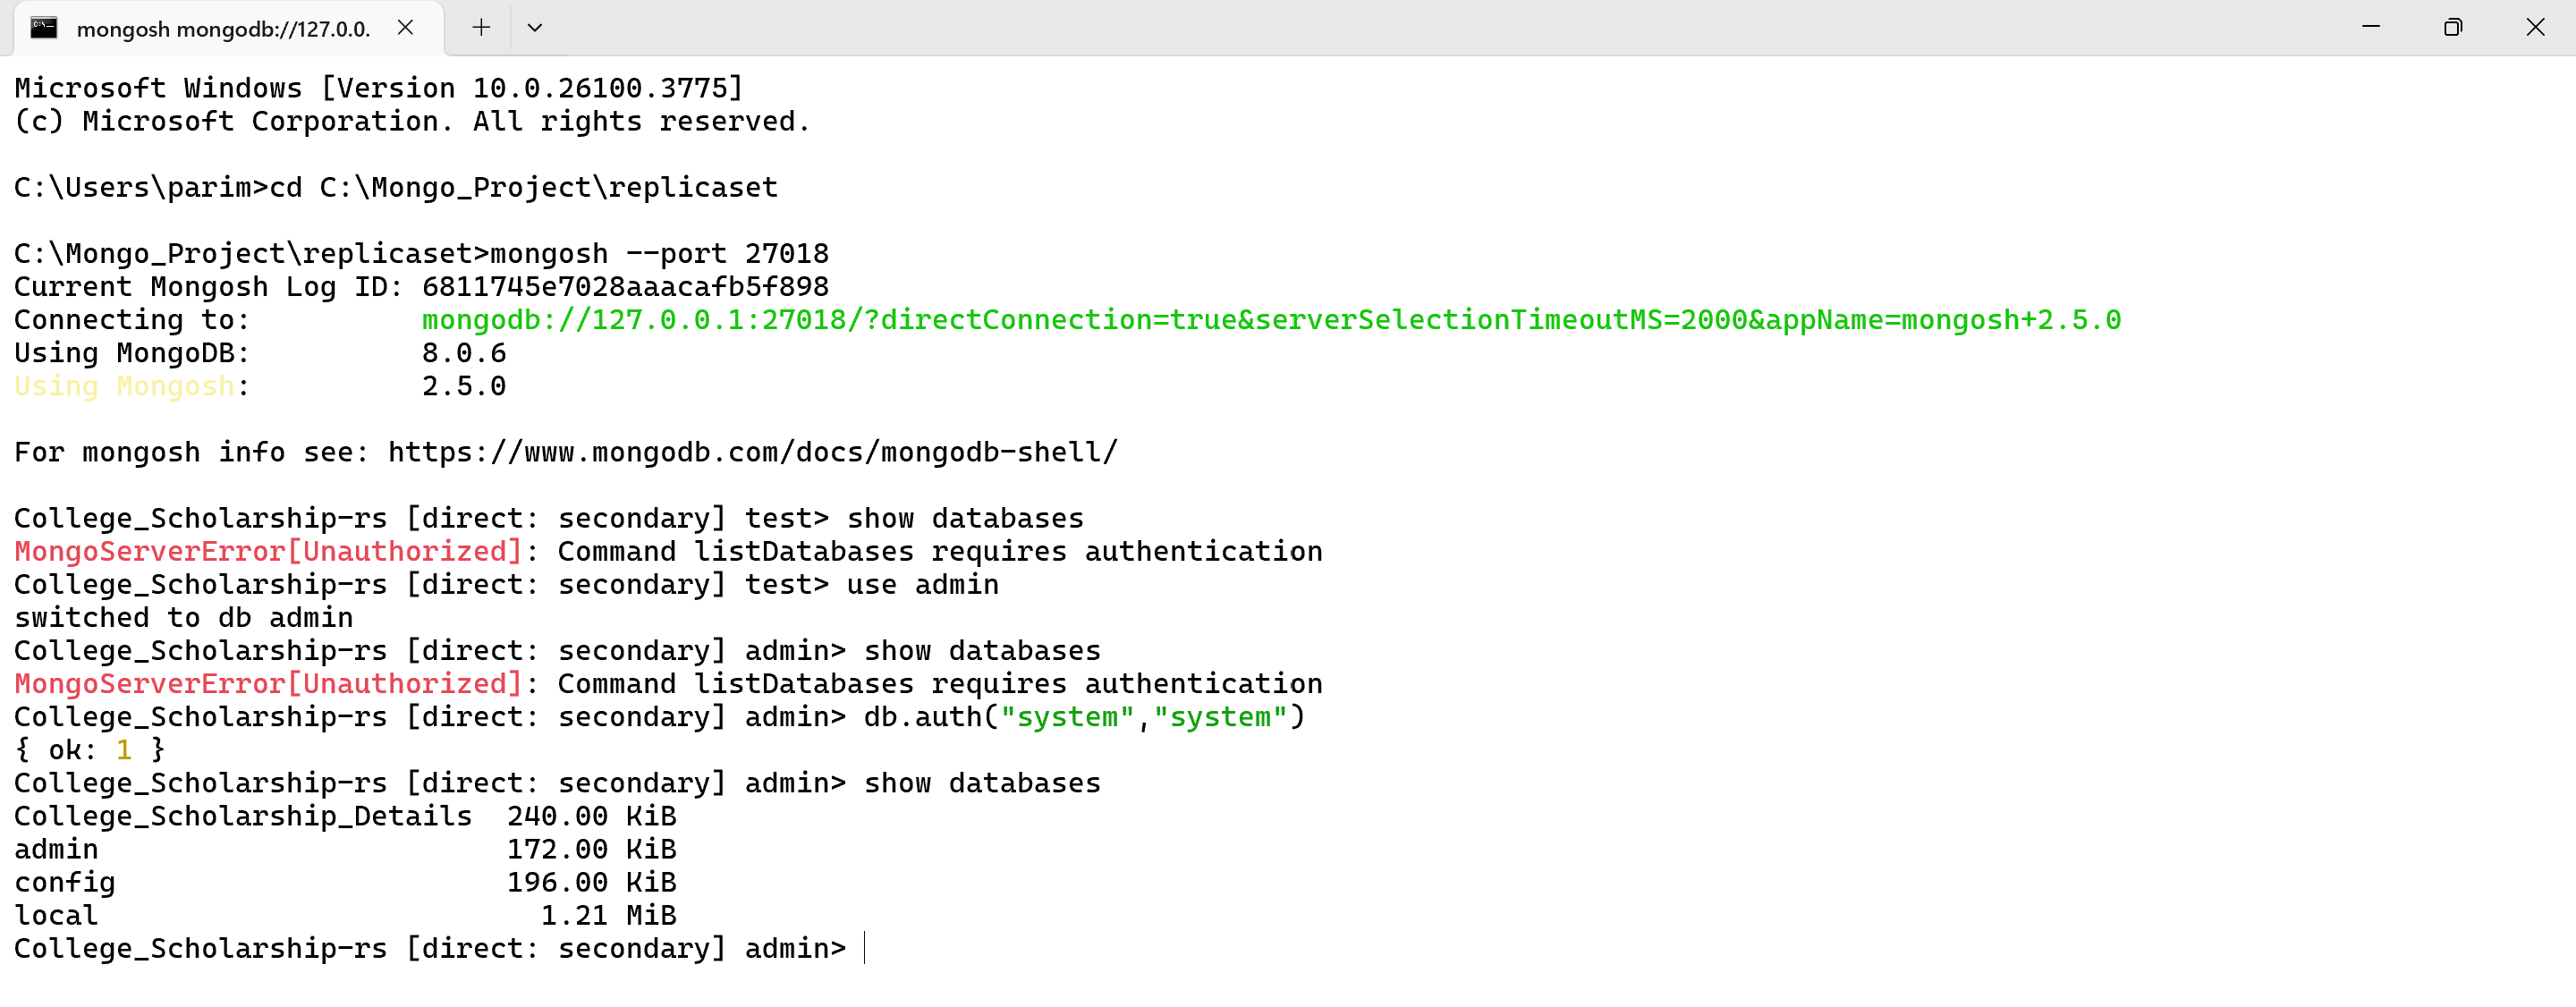 mongosh mongodb://127.0.0.
Microsoft Windows [Version 10.0.26100.3775]
(c) Microsoft Corporation. All rights reserved.
C:\Users\parim>cd C:\Mongo_Project\replicaset
C:\Mongo_Project\replicaset>mongosh --port 27018
Current Mongosh Log ID: 6811745e7028aaacafb5f898
Connecting to:          mongodb://127.0.0.1:27018/?directConnection=true&serverSelectionTimeoutMS=2000&appName=mongosh+2.5.0
Using MongoDB:          8.0.6
Using Mongosh:          2.5.0
For mongosh info see: https://www.mongodb.com/docs/mongodb-shell/
College_Scholarship-rs [direct: secondary] test> show databases
MongoServerError[Unauthorized]: Command listDatabases requires authentication
College_Scholarship-rs [direct: secondary] test> use admin
switched to db admin
College_Scholarship-rs [direct: secondary] admin> show databases
MongoServerError[Unauthorized]: Command listDatabases requires authentication
College_Scholarship-rs [direct: secondary] admin> db.auth("system","system")
{ ok: 1 }
College_Scholarship-rs [direct: secondary] admin> show databases
College_Scholarship_Details  240.00 KiB
admin                        172.00 KiB
config                       196.00 KiB
local                          1.21 MiB
College_Scholarship-rs [direct: secondary] admin>